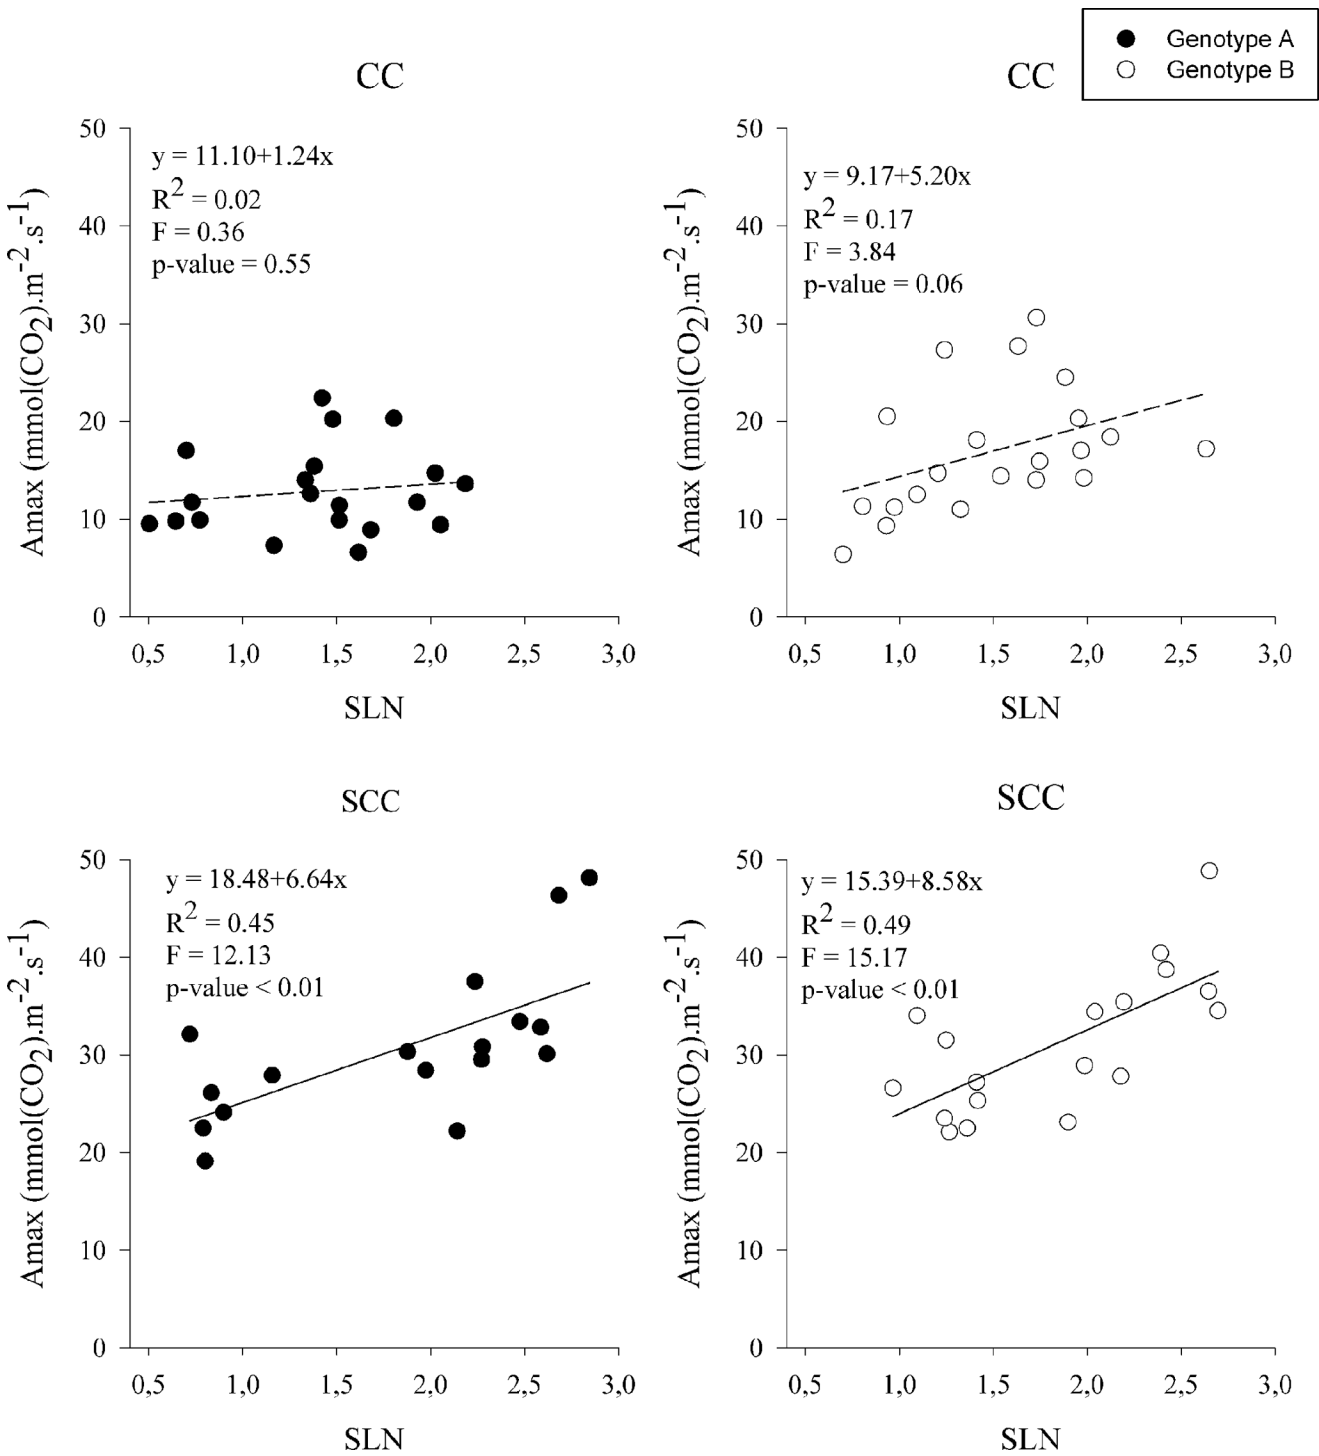 Genotype A
Genotype B
CC
50
40
30
20
10
0
Amax (mmol(CO2).m-2.s-1)
y = 11.10+1.24x
R2 = 0.02
F = 0.36
p-value = 0.55
0,5 1,0 1,5 2,0 2,5 3,0
SLN
CC
50
40
30
20
10
0
Amax (mmol(CO2).m-2.s-1)
y = 9.17+5.20x
R2 = 0.17
F = 3.84
p-value = 0.06
0,5 1,0 1,5 2,0 2,5 3,0
SLN
SCC
50
40
30
20
10
0
Amax (mmol(CO2).m-2.s-1)
y = 18.48+6.64x
R2 = 0.45
F = 12.13
p-value < 0.01
0,5 1,0 1,5 2,0 2,5 3,0
SLN
SCC
50
40
30
20
10
0
Amax (mmol(CO2).m-2.s-1)
y = 15.39+8.58x
R2 = 0.49
F = 15.17
p-value < 0.01
0,5 1,0 1,5 2,0 2,5 3,0
SLN